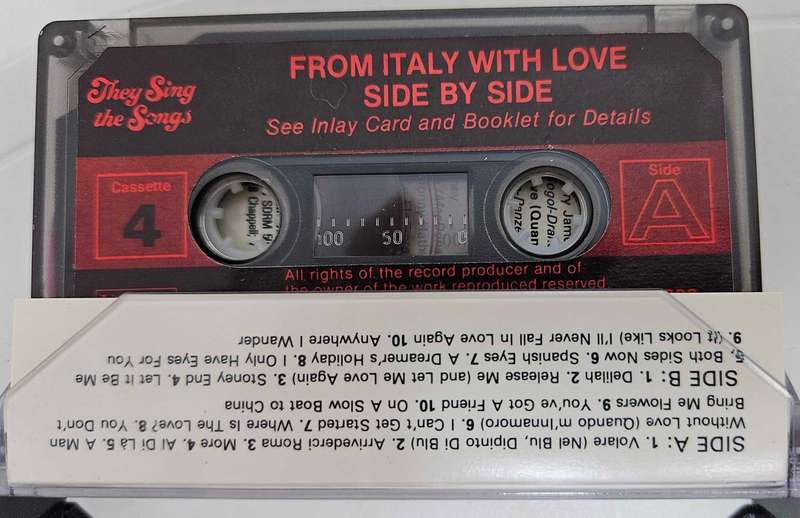 They Sing
the Songs
FROM ITALY WITH LOVE
SIDE BY SIDE
See Inlay Card and Booklet for Details
Cassette
4
Side
A
100 50 0
All rights of the record producer and of
the owner of the work reproduced reserved
SIDE A: 1. Volare (Nel Blu, Dipinto Di Blu) 2. Arrivederci Roma 3. More 4. Al Di Là 5. A Man
Without Love (Quando m'Innamoro) 6. I Can't Get Started 7. Where Is The Love? 8. You Don't
Bring Me Flowers 9. You've Got A Friend 10. On A Slow Boat to China
SIDE B: 1. Delilah 2. Release Me (and Let Me Love Again) 3. Stoney End 4. Let it Be Me
5. Both Sides Now 6. Spanish Eyes 7. A Dreamer's Holiday 8. I Only Have Eyes For You
9. (It Looks Like) I'll Never Fall In Love Again 10. Anywhere I Wander